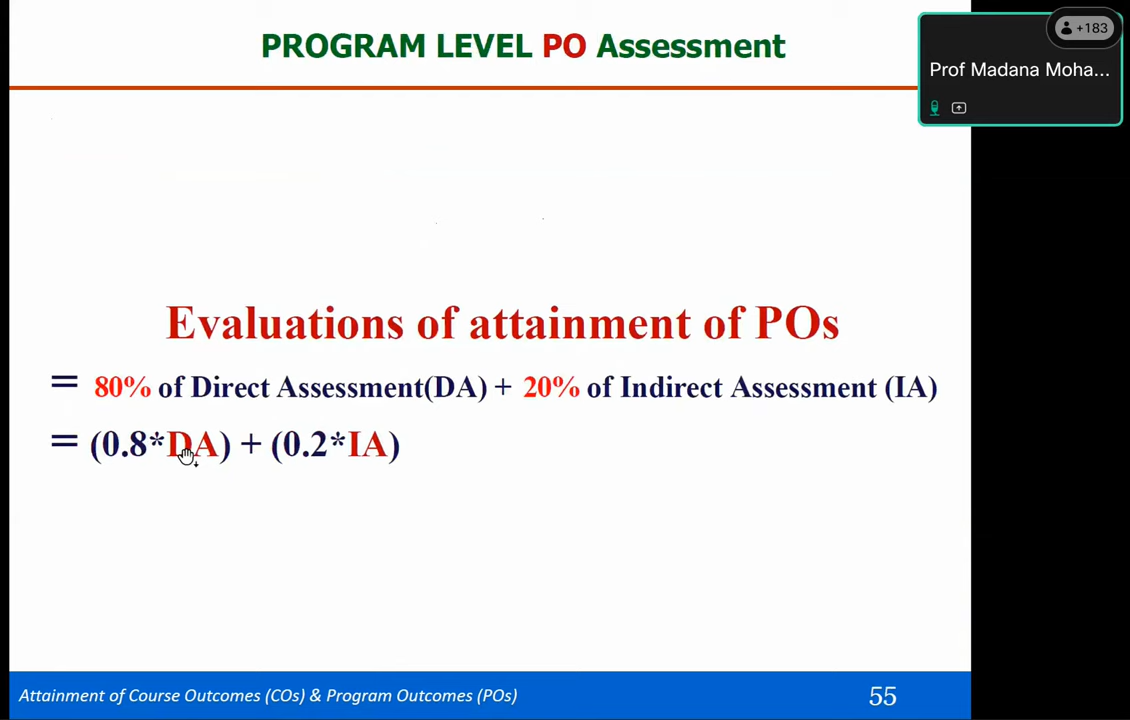 PROGRAM LEVEL PO Assessment
+183
Prof Madana Moha...
Evaluations of attainment of POs
= 80% of Direct Assessment(DA) + 20% of Indirect Assessment (IA)
= (0.8*DA) + (0.2*IA)
Attainment of Course Outcomes (COs) & Program Outcomes (POs)
55